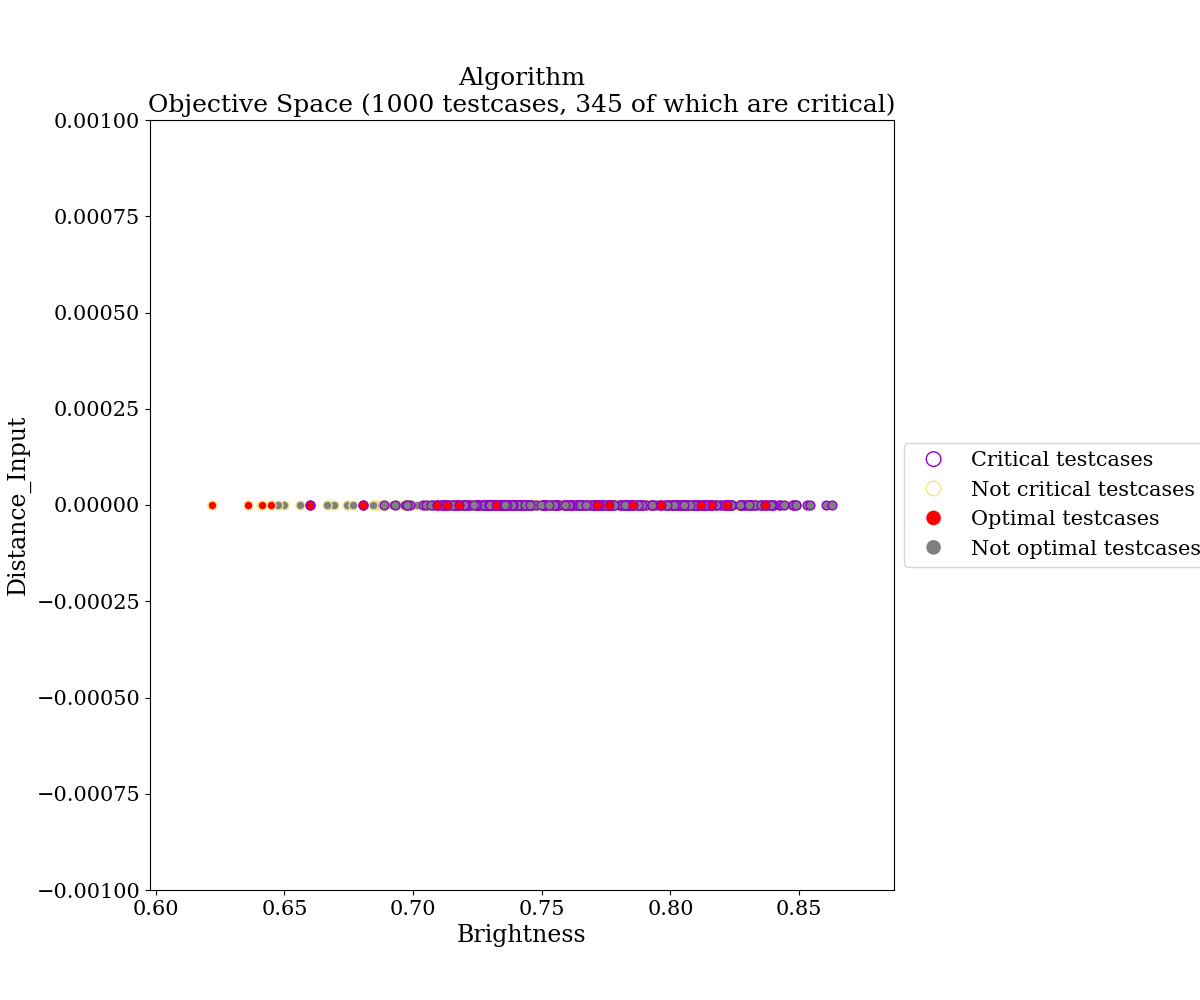 Algorithm
Objective Space (1000 testcases, 345 of which are critical)
0.00100
0.00075
0.00050
0.00025
0.00000
−0.00025
−0.00050
−0.00075
−0.00100
Distance_Input
0.60 0.65 0.70 0.75 0.80 0.85
Brightness
Critical testcases
Not critical testcases
Optimal testcases
Not optimal testcases